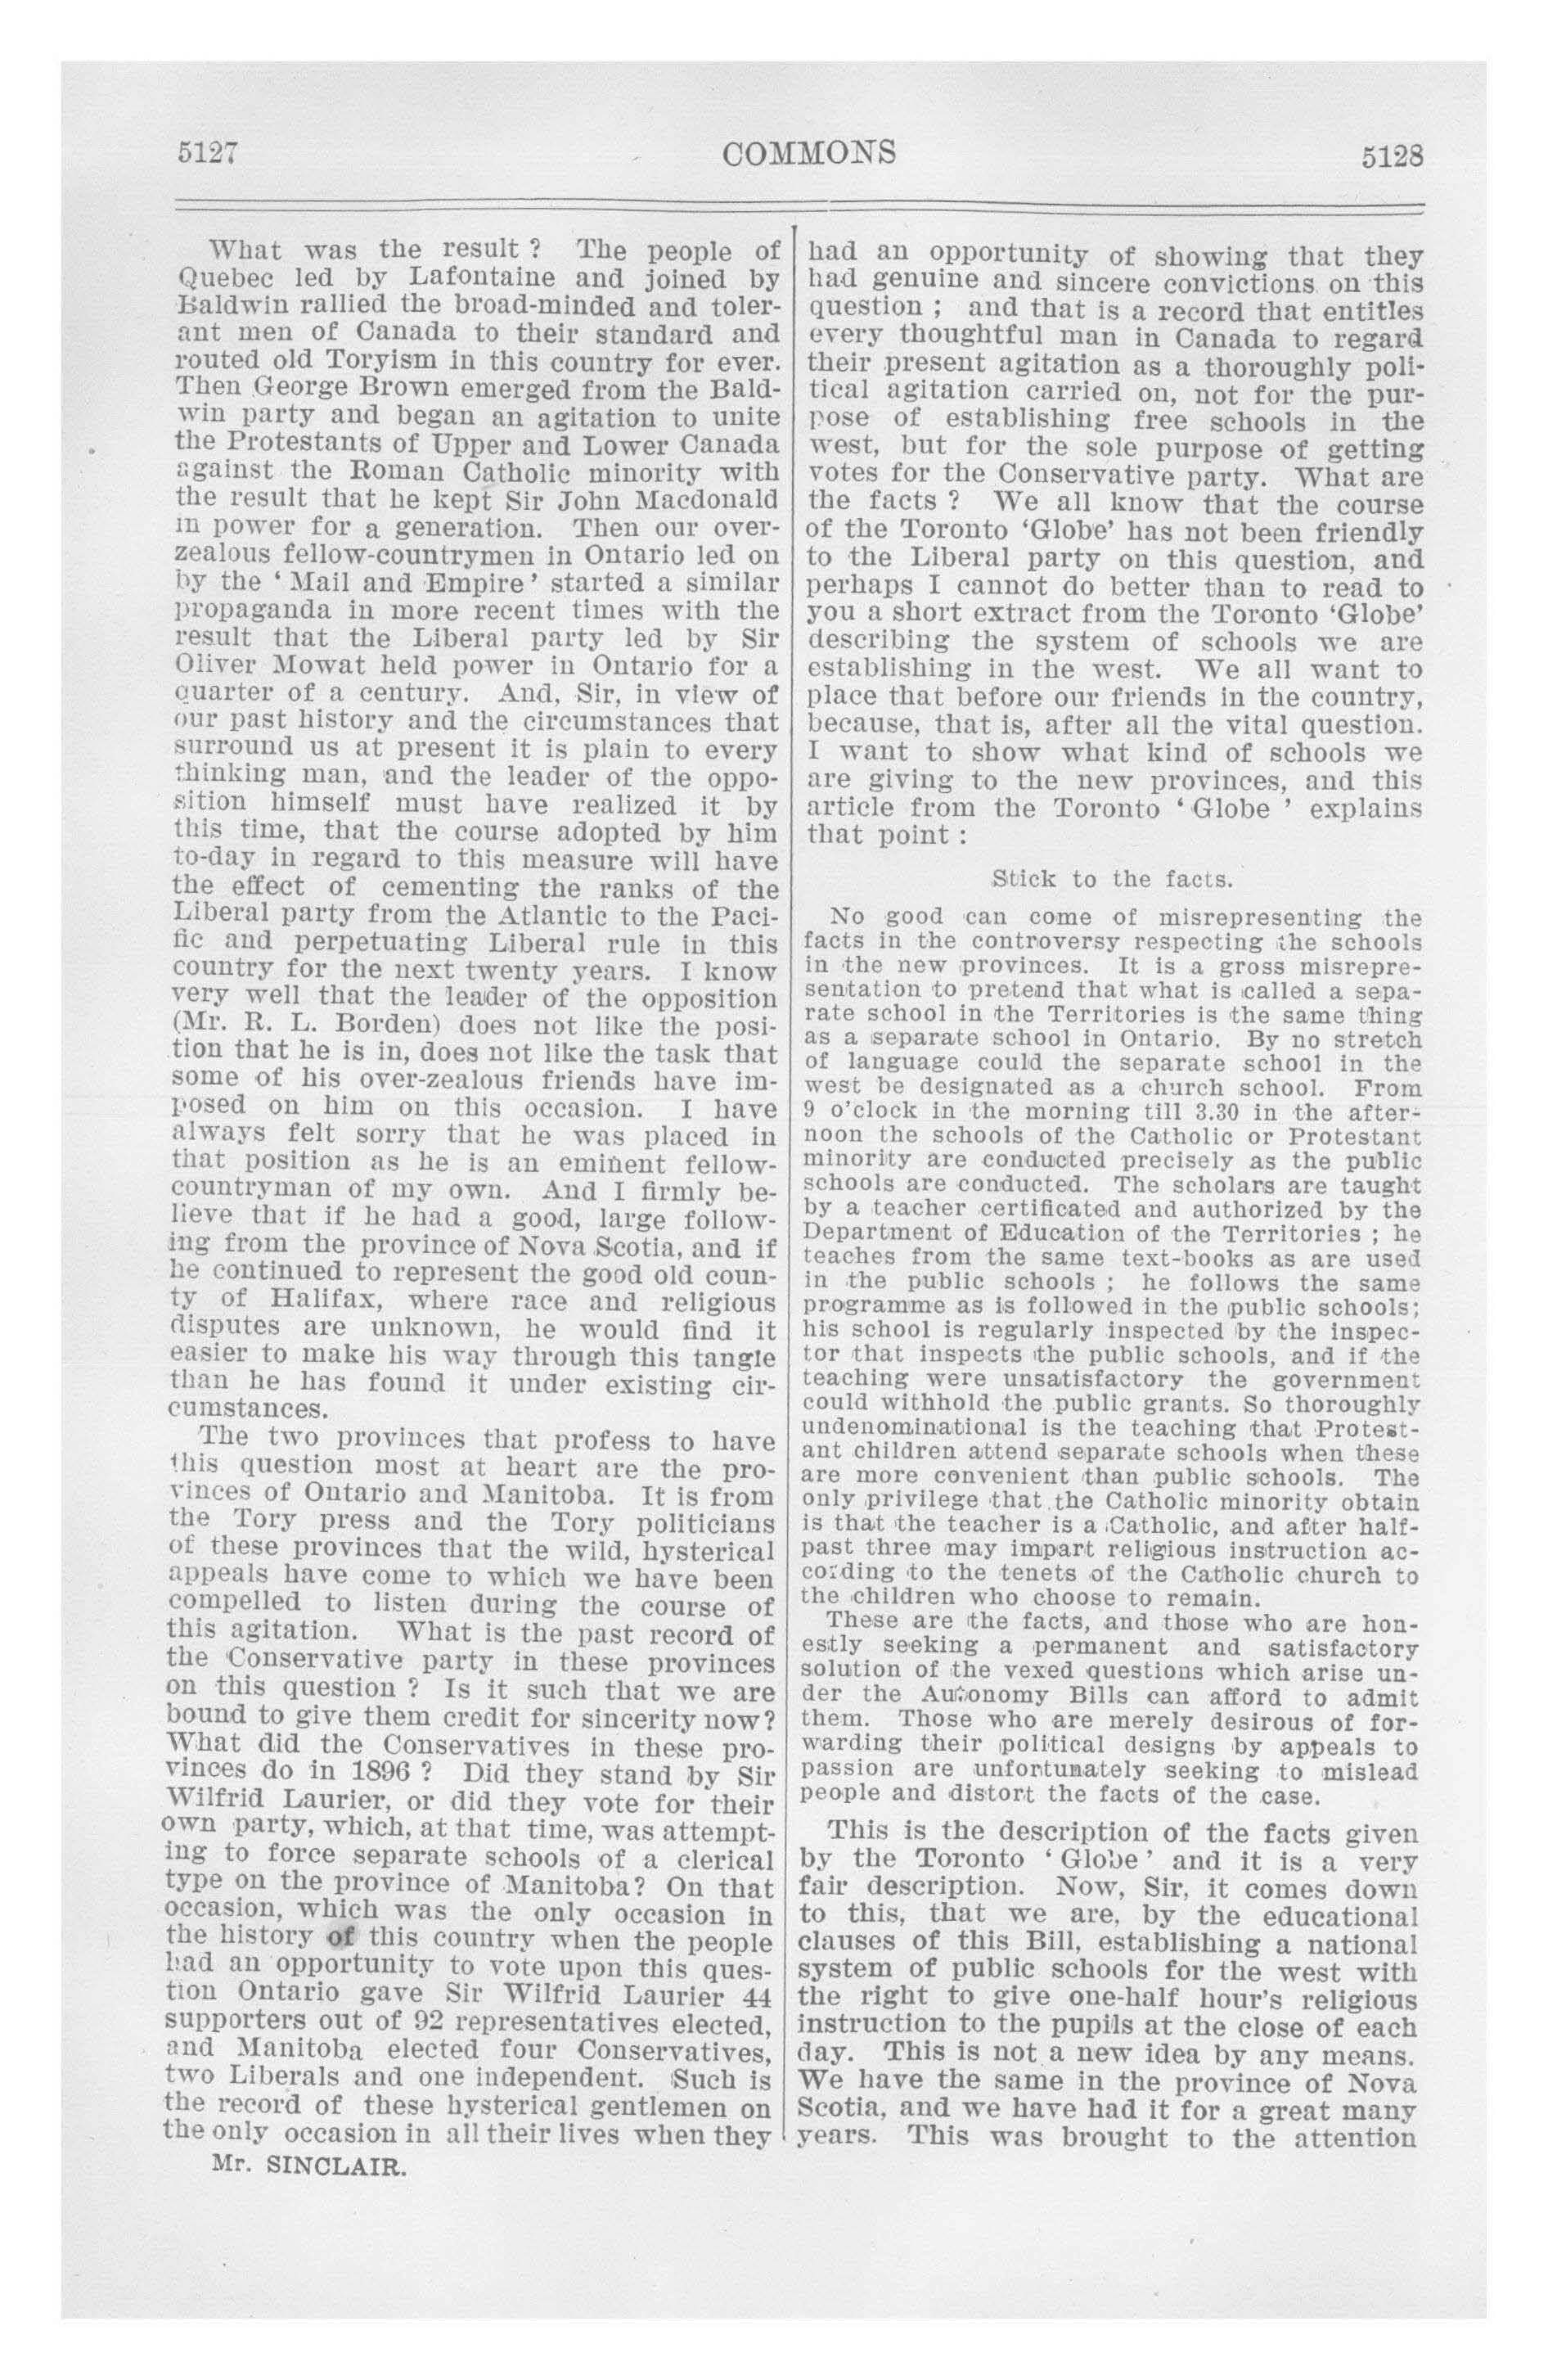 5127
COMMONS
5128
What was the result ? The people of
Quebec led by Lafontaine and joined by
Baldwin rallied the broad-minded and toler-
ant men of Canada to their standard and
routed old Toryism in this country for ever.
Then George Brown emerged from the Bald-
win party and began an agitation to unite
the Protestants of Upper and Lower Canada
against the Roman Catholic minority with
the result that he kept Sir John Macdonald
in power for a generation. Then our over-
zealous fellow-countrymen in Ontario led on
by the ‘ Mail and Empire ’ started a similar
propaganda in more recent times with the
result that the Liberal party led by Sir
Oliver Mowat held power in Ontario for a
quarter of a century. And, Sir, in view of
our past history and the circumstances that
surround us at present it is plain to every
thinking man, and the leader of the oppo-
sition himself must have realized it by
this time, that the course adopted by him
to-day in regard to this measure will have
the effect of cementing the ranks of the
Liberal party from the Atlantic to the Paci-
fic and perpetuating Liberal rule in this
country for the next twenty years. I know
very well that the leader of the opposition
(Mr. R. L. Borden) does not like the posi-
tion that he is in, does not like the task that
some of his over-zealous friends have im-
posed on him on this occasion. I have
always felt sorry that he was placed in
that position as he is an eminent fellow-
countryman of my own. And I firmly be-
lieve that if he had a good, large follow-
ing from the province of Nova Scotia, and if
he continued to represent the good old coun-
ty of Halifax, where race and religious
disputes are unknown, he would find it
easier to make his way through this tangle
than he has found it under existing cir-
cumstances.
The two provinces that profess to have
this question most at heart are the pro-
vinces of Ontario and Manitoba. It is from
the Tory press and the Tory politicians
of these provinces that the wild, hysterical
appeals have come to which we have been
compelled to listen during the course of
this agitation. What is the past record of
the Conservative party in these provinces
on this question ? Is it such that we are
bound to give them credit for sincerity now?
What did the Conservatives in these pro-
vinces do in 1896 ? Did they stand by Sir
Wilfrid Laurier, or did they vote for their
own party, which, at that time, was attempt-
ing to force separate schools of a clerical
type on the province of Manitoba? On that
occasion, which was the only occasion in
the history of this country when the people
had an opportunity to vote upon this ques-
tion Ontario gave Sir Wilfrid Laurier 44
supporters out of 92 representatives elected,
and Manitoba elected four Conservatives,
two Liberals and one independent. Such is
the record of these hysterical gentlemen on
the only occasion in all their lives when they
Mr. SINCLAIR.
had an opportunity of showing that they
had genuine and sincere convictions on this
question ; and that is a record that entitles
every thoughtful man in Canada to regard
their present agitation as a thoroughly poli-
tical agitation carried on, not for the pur-
pose of establishing free schools in the
west, but for the sole purpose of getting
votes for the Conservative party. What are
the facts ? We all know that the course
of the Toronto ‘Globe’ has not been friendly
to the Liberal party on this question, and
perhaps I cannot do better than to read to
you a short extract from the Toronto ‘Globe’
describing the system of schools we are
establishing in the west. We all want to
place that before our friends in the country,
because, that is, after all the vital question.
I want to show what kind of schools we
are giving to the new provinces, and this
article from the Toronto ‘ Globe ’ explains
that point :
Stick to the facts.
No good can come of misrepresenting the
facts in the controversy respecting the schools
in the new provinces. It is a gross misrepre-
sentation to pretend that what is called a sepa-
rate school in the Territories is the same thing
as a separate school in Ontario. By no stretch
of language could the separate school in the
west be designated as a church school. From
9 o’clock in the morning till 3.30 in the after-
noon the schools of the Catholic or Protestant
minority are conducted precisely as the public
schools are conducted. The scholars are taught
by a teacher certificated and authorized by the
Department of Education of the Territories ; he
teaches from the same text-books as are used
in the public schools ; he follows the same
programme as is followed in the public schools;
his school is regularly inspected by the inspec-
tor that inspects the public schools, and if the
teaching were unsatisfactory the government
could withhold the public grants. So thoroughly
undenominational is the teaching that Protest-
ant children attend separate schools when these
are more convenient than public schools. The
only privilege that the Catholic minority obtain
is that the teacher is a Catholic, and after half-
past three may impart religious instruction ac-
cording to the tenets of the Catholic church to
the children who choose to remain.
These are the facts, and those who are hon-
estly seeking a permanent and satisfactory
solution of the vexed questions which arise un-
der the Autonomy Bills can afford to admit
them. Those who are merely desirous of for-
warding their political designs by appeals to
passion are unfortunately seeking to mislead
people and distort the facts of the case.
This is the description of the facts given
by the Toronto ‘ Globe ’ and it is a very
fair description. Now, Sir, it comes down
to this, that we are, by the educational
clauses of this Bill, establishing a national
system of public schools for the west with
the right to give one-half hour’s religious
instruction to the pupils at the close of each
day. This is not a new idea by any means.
We have the same in the province of Nova
Scotia, and we have had it for a great many
years. This was brought to the attention